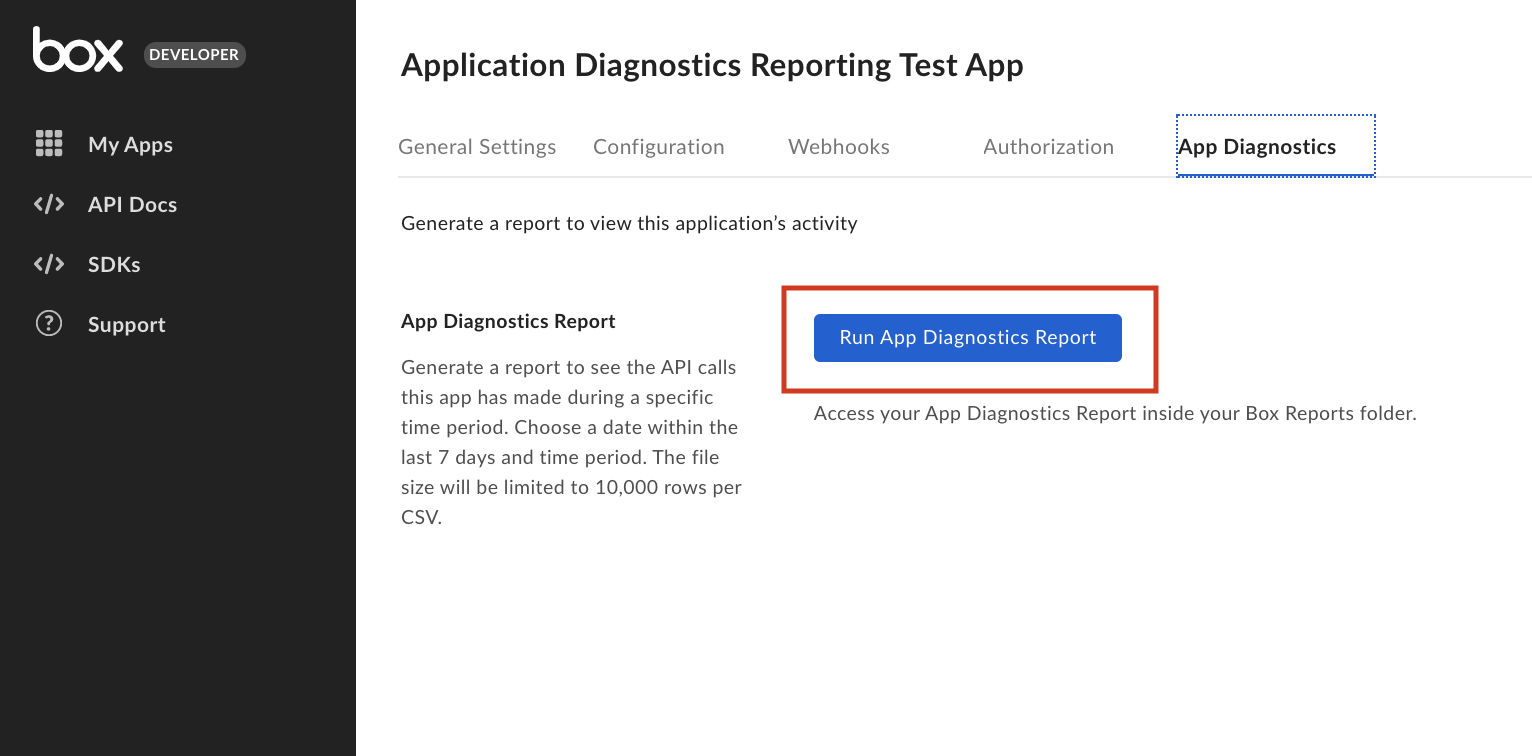 box DEVELOPER
My Apps
API Docs
SDKs
Support
Application Diagnostics Reporting Test App
General Settings Configuration Webhooks Authorization App Diagnostics
Generate a report to view this application’s activity
App Diagnostics Report
Generate a report to see the API calls
this app has made during a specific
time period. Choose a date within the
last 7 days and time period. The file
size will be limited to 10,000 rows per
CSV.
Run App Diagnostics Report
Access your App Diagnostics Report inside your Box Reports folder.